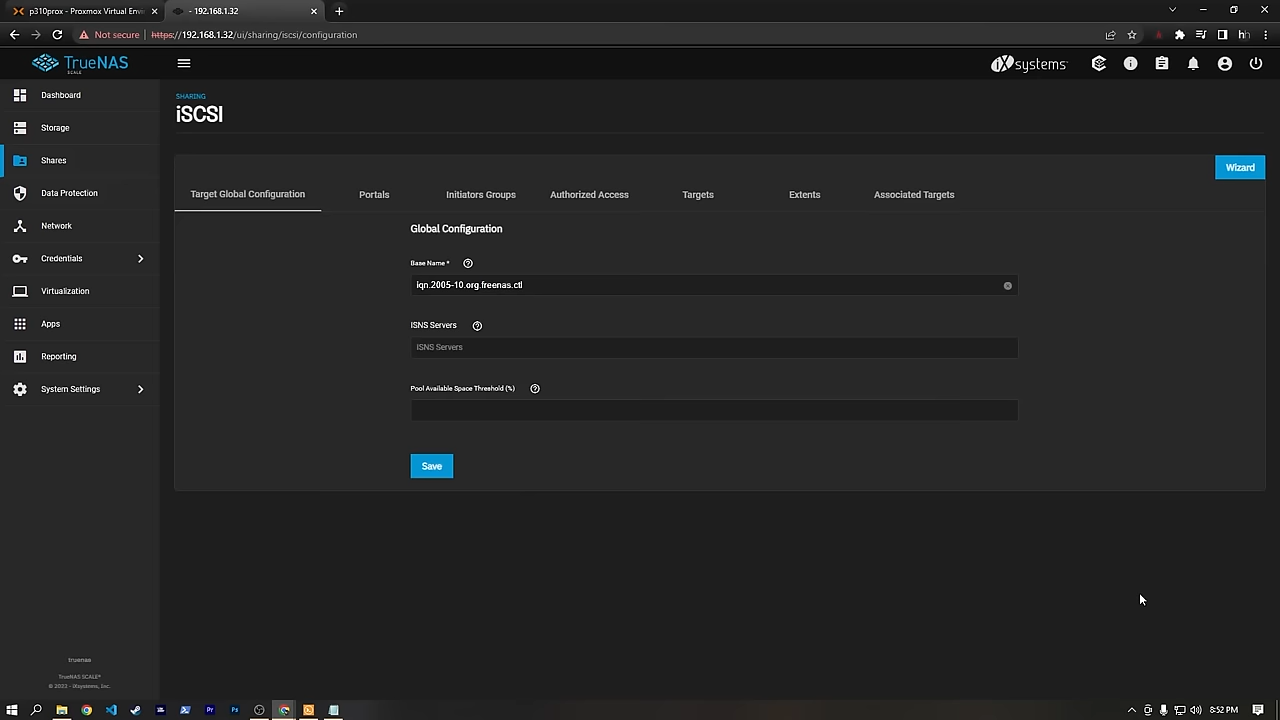 p310prox - Proxmox Virtual Envi
- 192.168.1.32
Not secure
https://192.168.1.32/ui/sharing/iscsi/configuration
TrueNAS
SCALE
iXsystems
Dashboard
Storage
Shares
Data Protection
Network
Credentials
Virtualization
Apps
Reporting
System Settings
truenas
TrueNAS SCALE®
© 2023 - iXsystems, Inc.
SHARING
iSCSI
Wizard
Target Global Configuration
Portals
Initiators Groups
Authorized Access
Targets
Extents
Associated Targets
Global Configuration
Base Name *
iqn.2005-10.org.freenas.ctl
ISNS Servers
ISNS Servers
Pool Available Space Threshold (%)
Save
8:52 PM